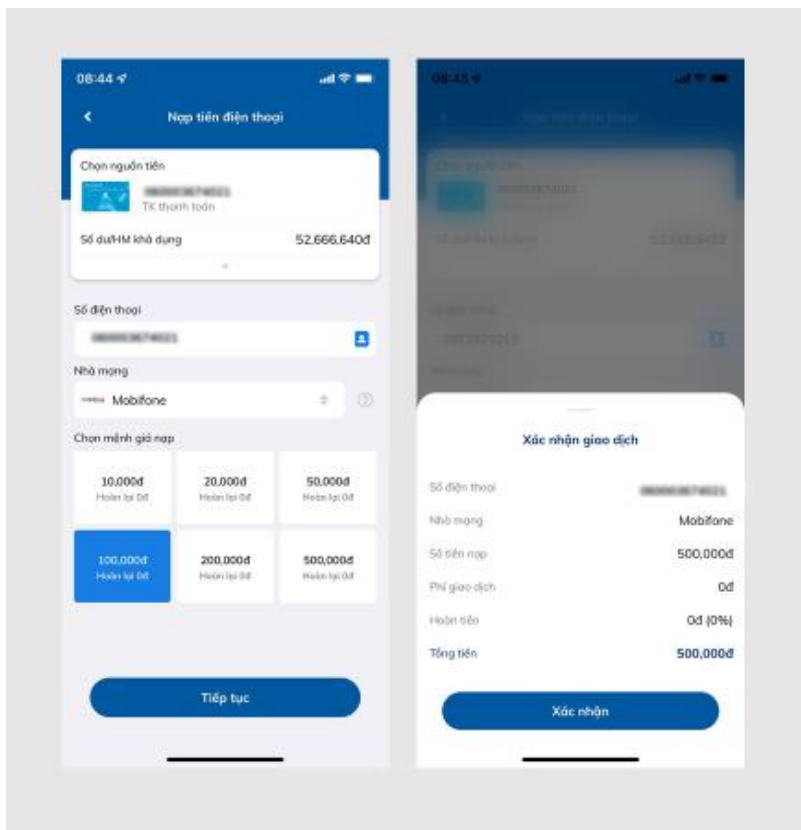 08:44
Nạp tiền điện thoại
Chọn nguồn tiền
TK thanh toán
Số dư/HM khả dụng 52,666,640đ
Số điện thoại
Nhà mạng
Mobifone
Chọn mệnh giá nạp
10,000đ 20,000đ 50,000đ
Hoàn lại 0đ Hoàn lại 0đ Hoàn lại 0đ
100,000đ 200,000đ 500,000đ
Hoàn lại 0đ Hoàn lại 0đ Hoàn lại 0đ
Tiếp tục
08:45
Xác nhận giao dịch
Số điện thoại
Nhà mạng Mobifone
Số tiền nạp 500,000đ
Phí giao dịch 0đ
Hoàn tiền 0đ (0%)
Tổng tiền 500,000đ
Xác nhận